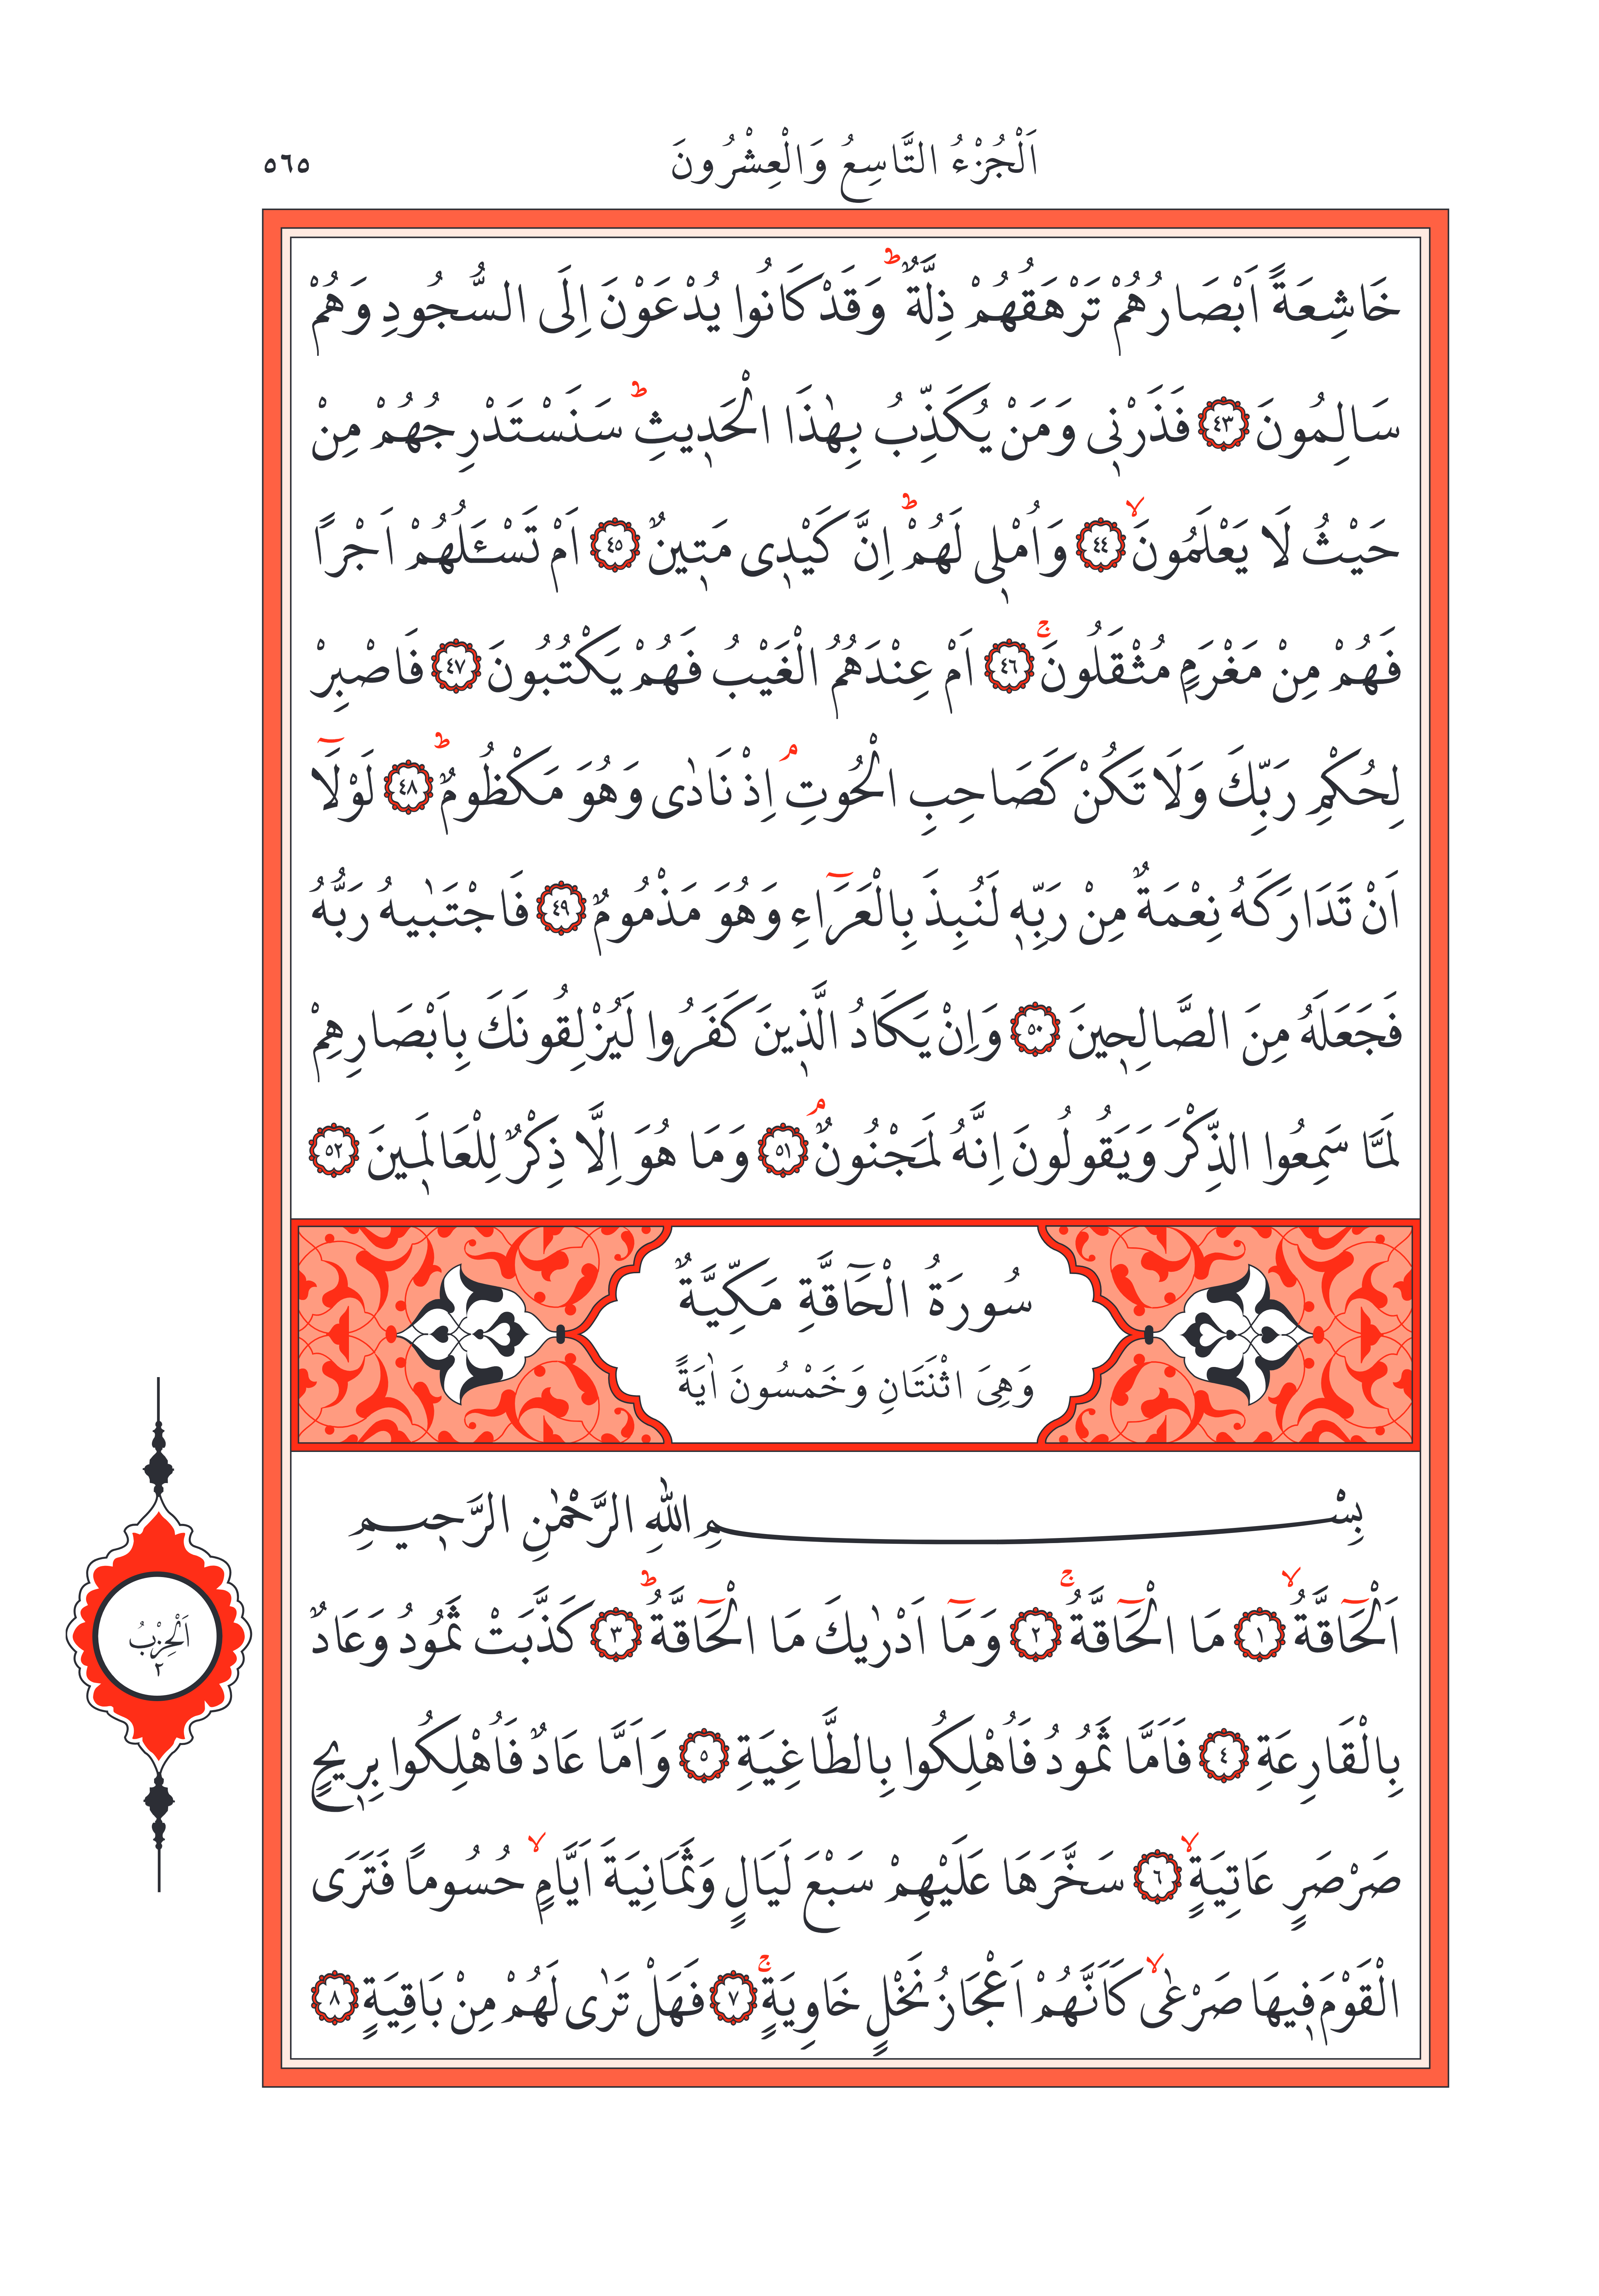 اَلْجُزْءُ التَّاسِعُ وَالْعِشْرُونَ
٥٦٥
خَاشِعَةً اَبْصَارُهُمْ تَرْهَقُهُمْ ذِلَّةٌۜ وَقَدْ كَانُوا يُدْعَوْنَ اِلَى السُّجُودِ وَهُمْ
سَالِمُونَ ﴿٤٣﴾ فَذَرْنٖي وَمَنْ يُكَذِّبُ بِهٰذَا الْحَدٖيثِۜ سَنَسْتَدْرِجُهُمْ مِنْ
حَيْثُ لَا يَعْلَمُونَۙ ﴿٤٤﴾ وَاُمْلٖي لَهُمْۜ اِنَّ كَيْدٖي مَتٖينٌ ﴿٤٥﴾ اَمْ تَسْـَٔلُهُمْ اَجْرًا
فَهُمْ مِنْ مَغْرَمٍ مُثْقَلُونَۚ ﴿٤٦﴾ اَمْ عِنْدَهُمُ الْغَيْبُ فَهُمْ يَكْتُبُونَ ﴿٤٧﴾ فَاصْبِرْ
لِحُكْمِ رَبِّكَ وَلَا تَكُنْ كَصَاحِبِ الْحُوتِۢ اِذْ نَادٰى وَهُوَ مَكْظُومٌۜ ﴿٤٨﴾ لَوْلَٓا
اَنْ تَدَارَكَهُ نِعْمَةٌ مِنْ رَبِّهٖ لَنُبِذَ بِالْعَرَٓاءِ وَهُوَ مَذْمُومٌ ﴿٤٩﴾ فَاجْتَبٰيهُ رَبُّهُ
فَجَعَلَهُ مِنَ الصَّالِحٖينَ ﴿٥٠﴾ وَاِنْ يَكَادُ الَّذٖينَ كَفَرُوا لَيُزْلِقُونَكَ بِاَبْصَارِهِمْ
لَمَّا سَمِعُوا الذِّكْرَ وَيَقُولُونَ اِنَّهُ لَمَجْنُونٌۢ ﴿٥١﴾ وَمَا هُوَ اِلَّا ذِكْرٌ لِلْعَالَمٖينَ ﴿٥٢﴾
سُورَةُ الْحَٓاقَّةِ مَكِّيَّةٌ
وَهِيَ اثْنَتَانِ وَخَمْسُونَ اٰيَةً
بِسْمِ اللّٰهِ الرَّحْمٰنِ الرَّحٖيمِ
اَلْحَٓاقَّةُۙ ﴿١﴾ مَا الْحَٓاقَّةُۚ ﴿٢﴾ وَمَٓا اَدْرٰيكَ مَا الْحَٓاقَّةُۜ ﴿٣﴾ كَذَّبَتْ ثَمُودُ وَعَادٌ
بِالْقَارِعَةِ ﴿٤﴾ فَاَمَّا ثَمُودُ فَاُهْلِكُوا بِالطَّاغِيَةِ ﴿٥﴾ وَاَمَّا عَادٌ فَاُهْلِكُوا بِرٖيحٍ
صَرْصَرٍ عَاتِيَةٍۙ ﴿٦﴾ سَخَّرَهَا عَلَيْهِمْ سَبْعَ لَيَالٍ وَثَمَانِيَةَ اَيَّامٍۙ حُسُومًا فَتَرَى
الْقَوْمَ فٖيهَا صَرْعٰىۙ كَاَنَّهُمْ اَعْجَازُ نَخْلٍ خَاوِيَةٍۚ ﴿٧﴾ فَهَلْ تَرٰى لَهُمْ مِنْ بَاقِيَةٍ ﴿٨﴾
اَلْحِزْبُ
٢